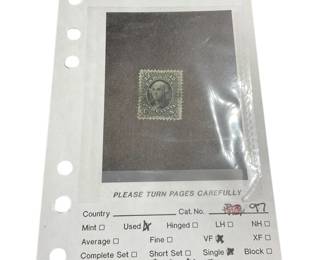 PLEASE TURN PAGES CAREFULLY
Country Cat. No. 97
Mint ☐ Used ☒ Hinged ☐ LH ☐ NH ☐
Average ☐ Fine ☐ VF ☒ XF ☐
Complete Set ☐ Short Set ☐ Single ☒ Block ☐